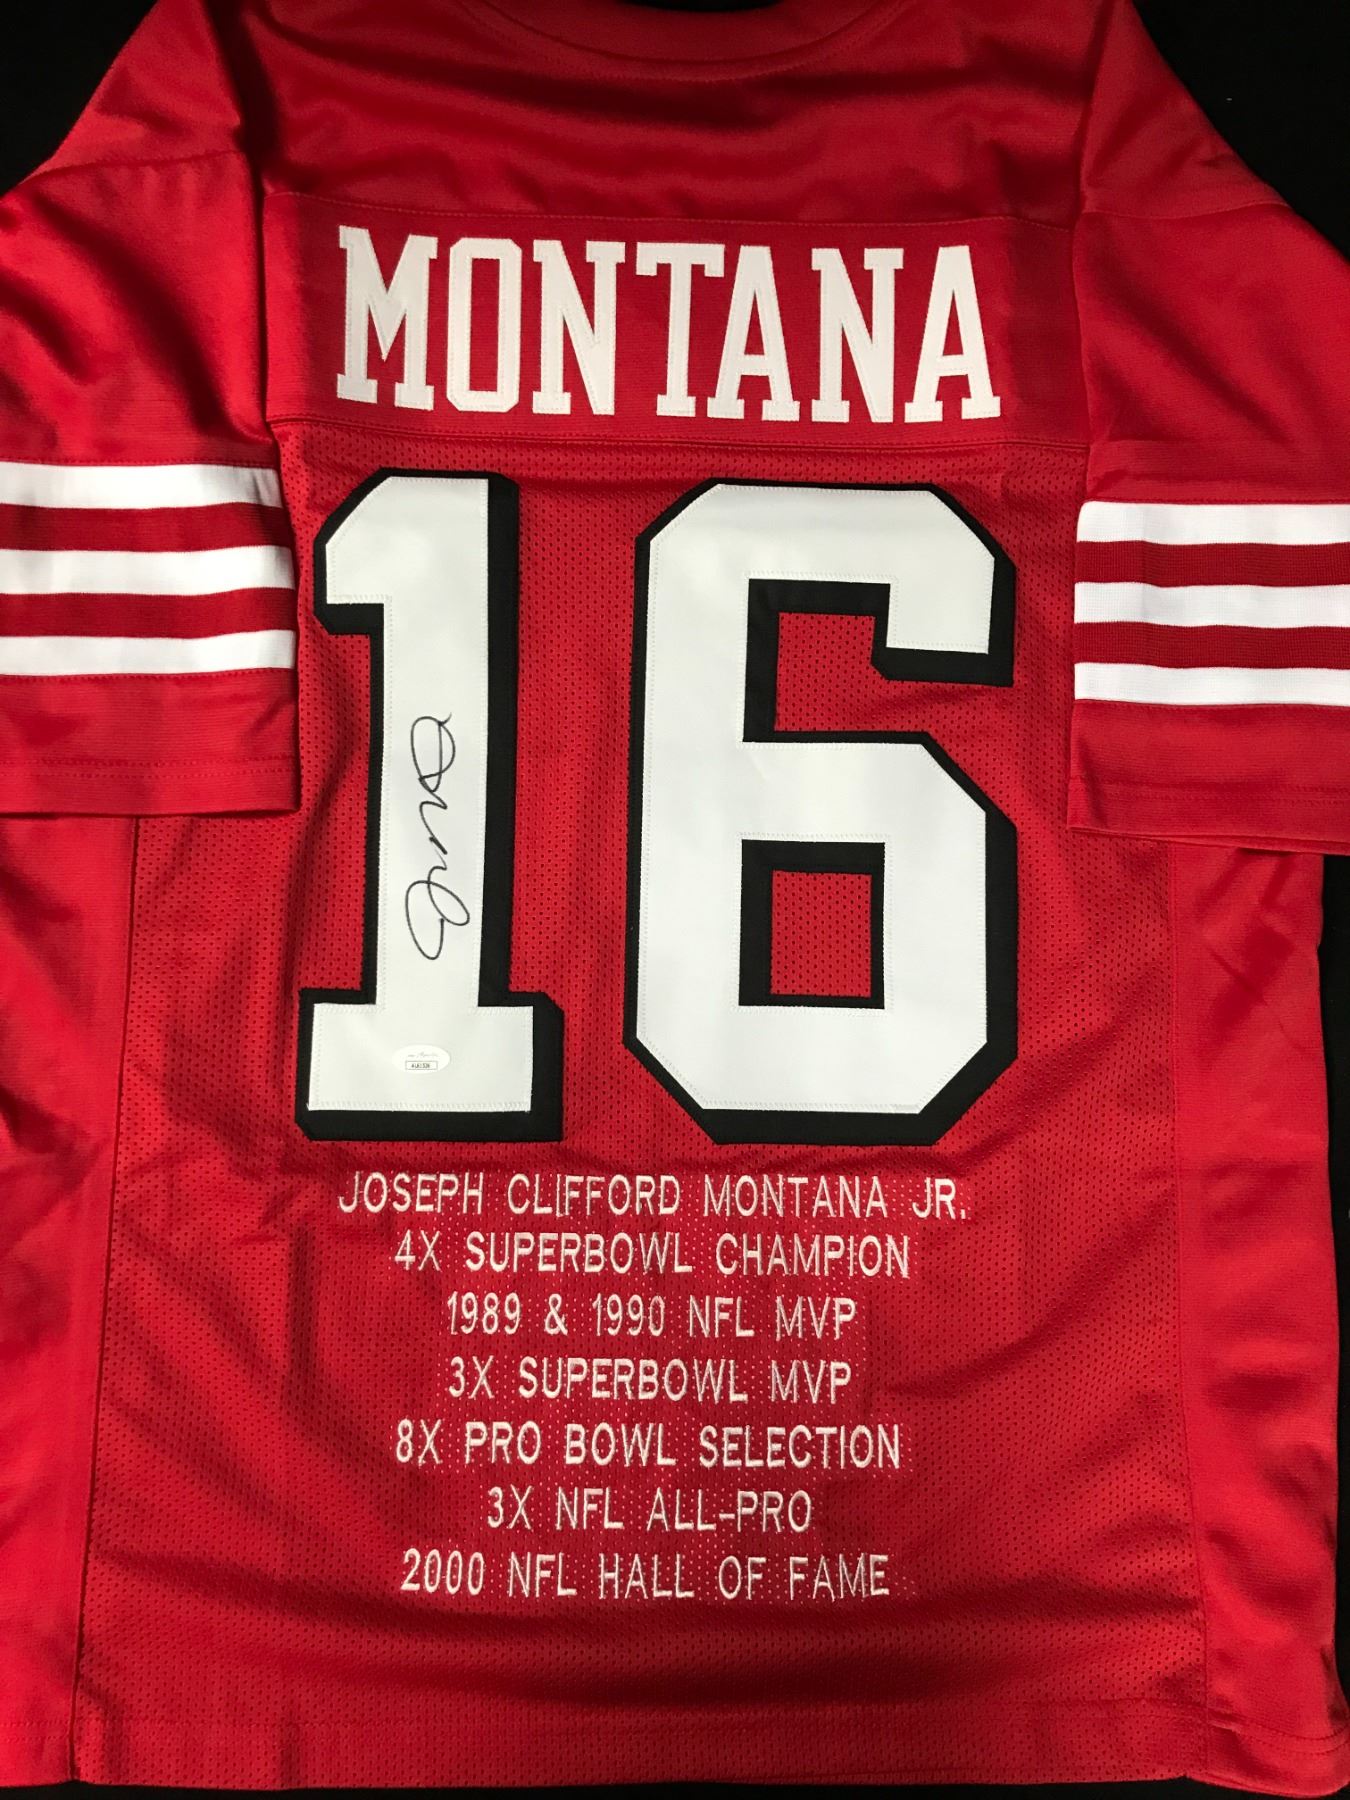 MONTANA
16
JOSEPH CLIFFORD MONTANA JR.
4X SUPERBOWL CHAMPION
1989 & 1990 NFL MVP
3X SUPERBOWL MVP
8X PRO BOWL SELECTION
3X NFL ALL-PRO
2000 NFL HALL OF FAME